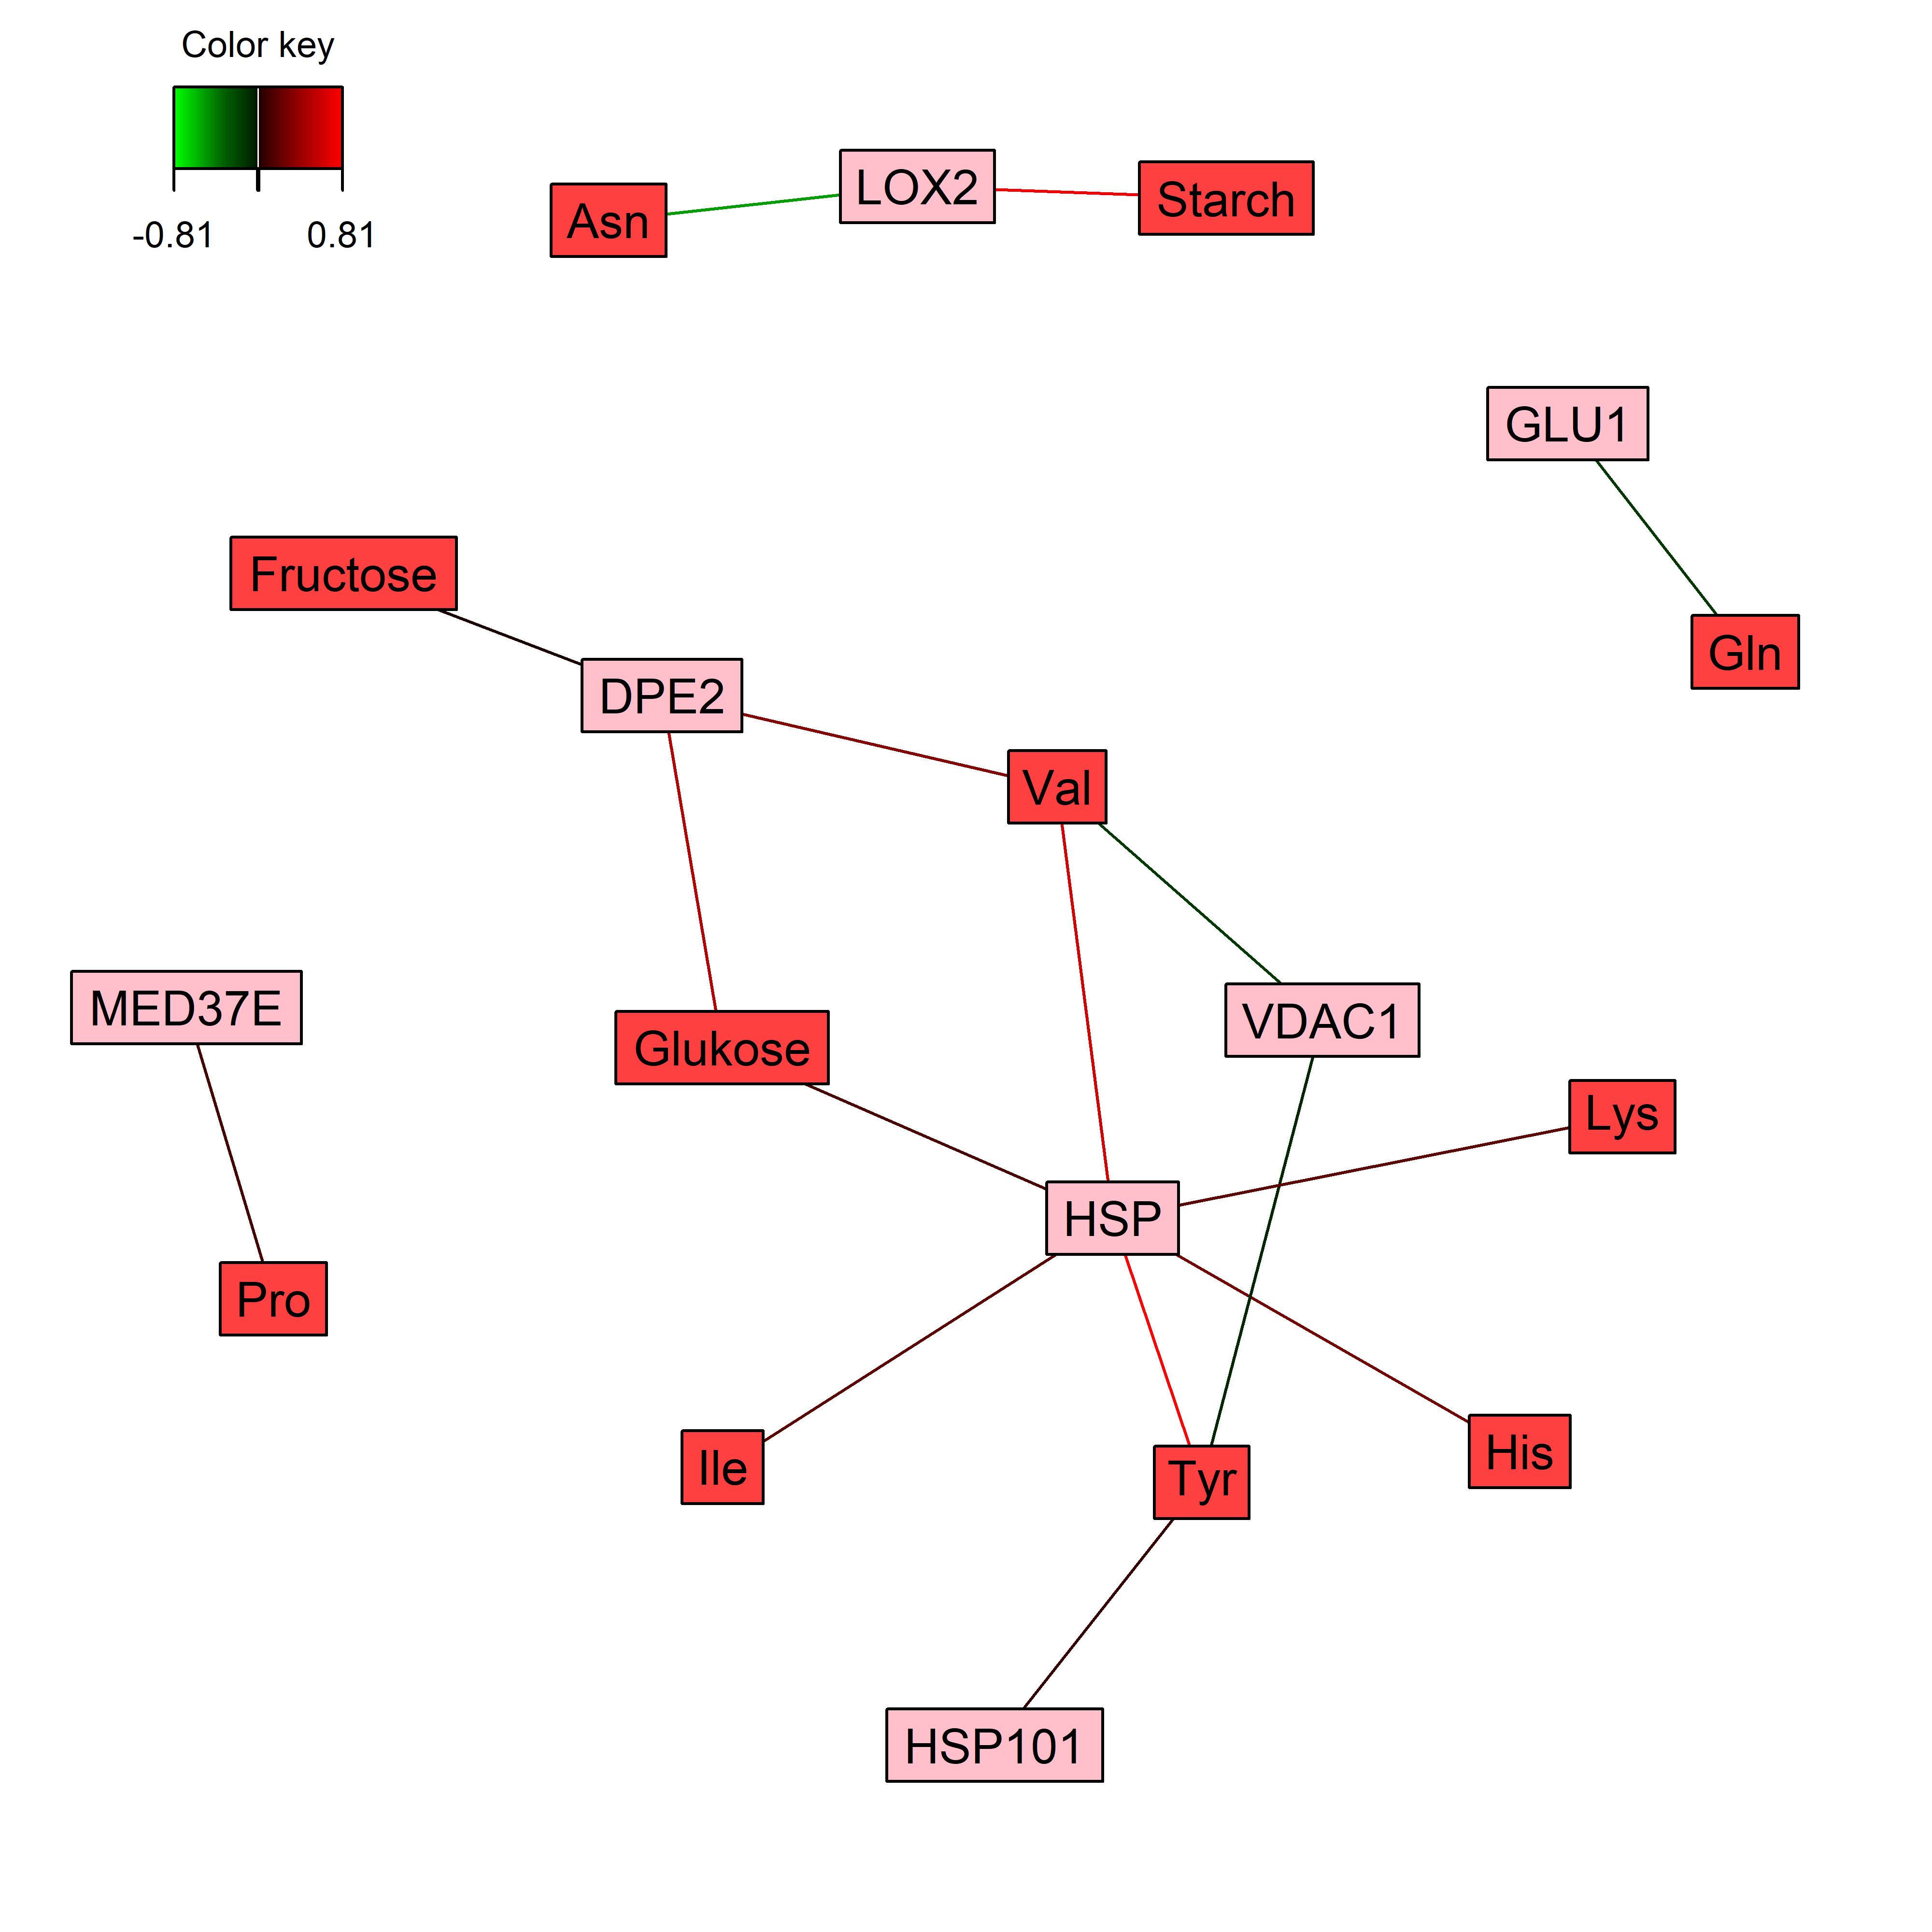 Color key
-0.81 0.81
LOX2
Starch
Asn
GLU1
Fructose
Gln
DPE2
Val
MED37E
VDAC1
Glukose
Lys
HSP
Pro
His
Ile
Tyr
HSP101